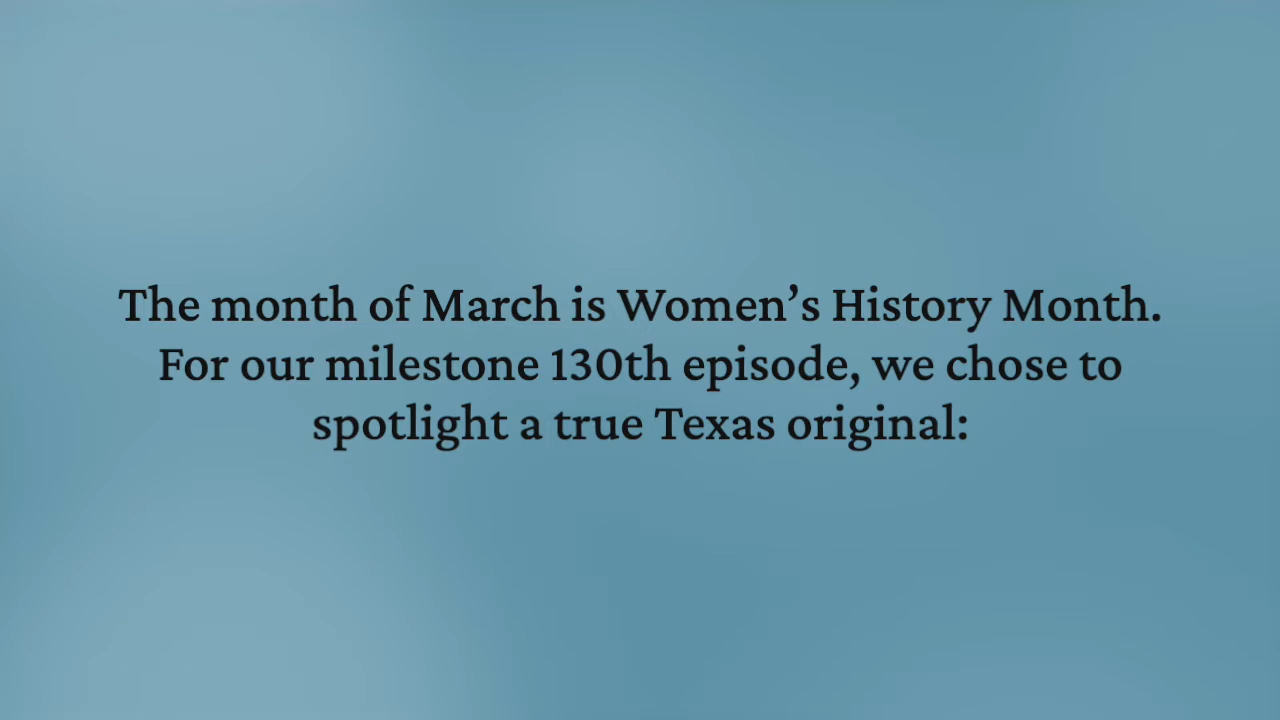 The month of March is Women’s History Month.
For our milestone 130th episode, we chose to
spotlight a true Texas original: